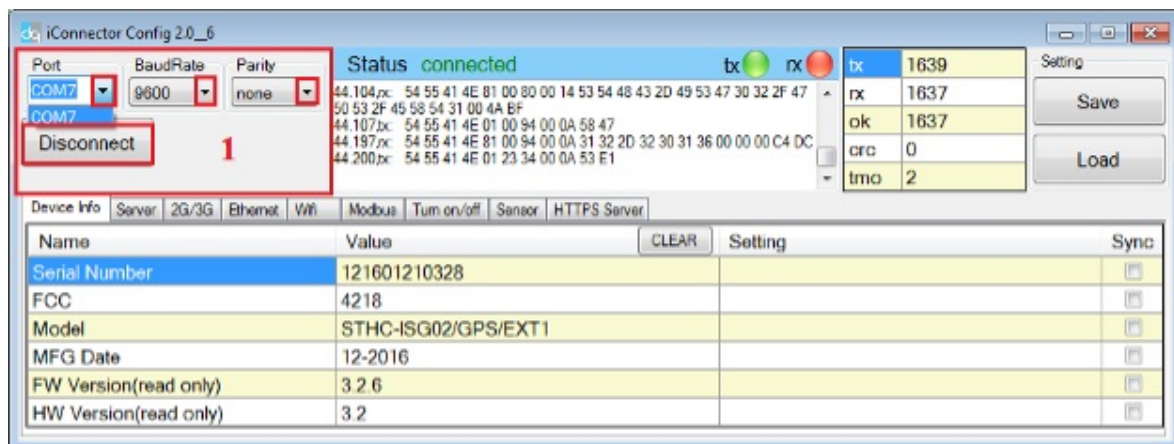 iConnector Config 2.0__6
Port BaudRate Parity
COM7 9600 none
COM7
Disconnect
1
Status connected tx rx
44.104,rx: 54 55 41 4E 81 00 80 00 14 53 54 48 43 2D 49 53 47 30 32 2F 47
50 53 2F 45 58 54 31 00 4A BF
44.107,tx: 54 55 41 4E 01 00 94 00 0A 58 47
44.197,rx: 54 55 41 4E 81 00 94 00 0A 31 32 2D 32 30 31 36 00 00 00 C4 DC
44.200,tx: 54 55 41 4E 01 23 34 00 0A 53 E1
tx 1639
rx 1637
ok 1637
crc 0
tmo 2
Setting
Save
Load
Device Info Server 2G/3G Ethernet Wifi Modbus Turn on/off Sensor HTTPS Server
Name Value CLEAR Setting Sync
Serial Number 121601210328
FCC 4218
Model STHC-ISG02/GPS/EXT1
MFG Date 12-2016
FW Version(read only) 3.2.6
HW Version(read only) 3.2